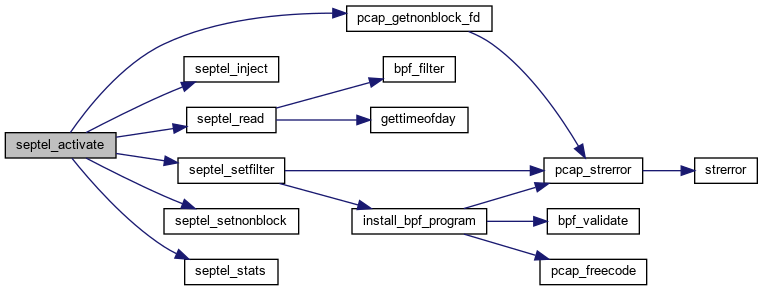 pcap_getnonblock_fd
septel_inject
bpf_filter
septel_read
gettimeofday
septel_activate
septel_setfilter
pcap_strerror
strerror
septel_setnonblock
install_bpf_program
bpf_validate
septel_stats
pcap_freecode